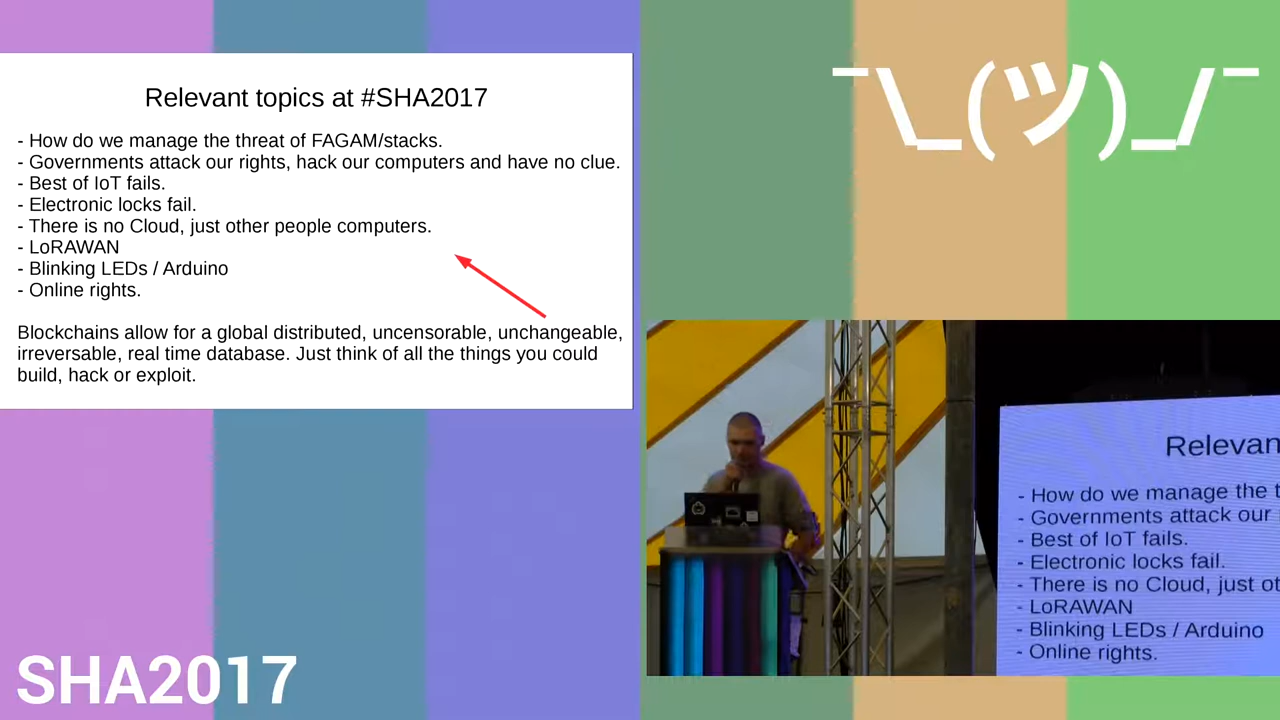 Relevant topics at #SHA2017
- How do we manage the threat of FAGAM/stacks.
- Governments attack our rights, hack our computers and have no clue.
- Best of IoT fails.
- Electronic locks fail.
- There is no Cloud, just other people computers.
- LoRAWAN
- Blinking LEDs / Arduino
- Online rights.
Blockchains allow for a global distributed, uncensorable, unchangeable,
irreversable, real time database. Just think of all the things you could
build, hack or exploit.
¯\_(ツ)_/¯
Relevan
- How do we manage the t
- Governments attack our
- Best of IoT fails.
- Electronic locks fail.
- There is no Cloud, just ot
- LoRAWAN
- Blinking LEDs / Arduino
- Online rights.
SHA2017